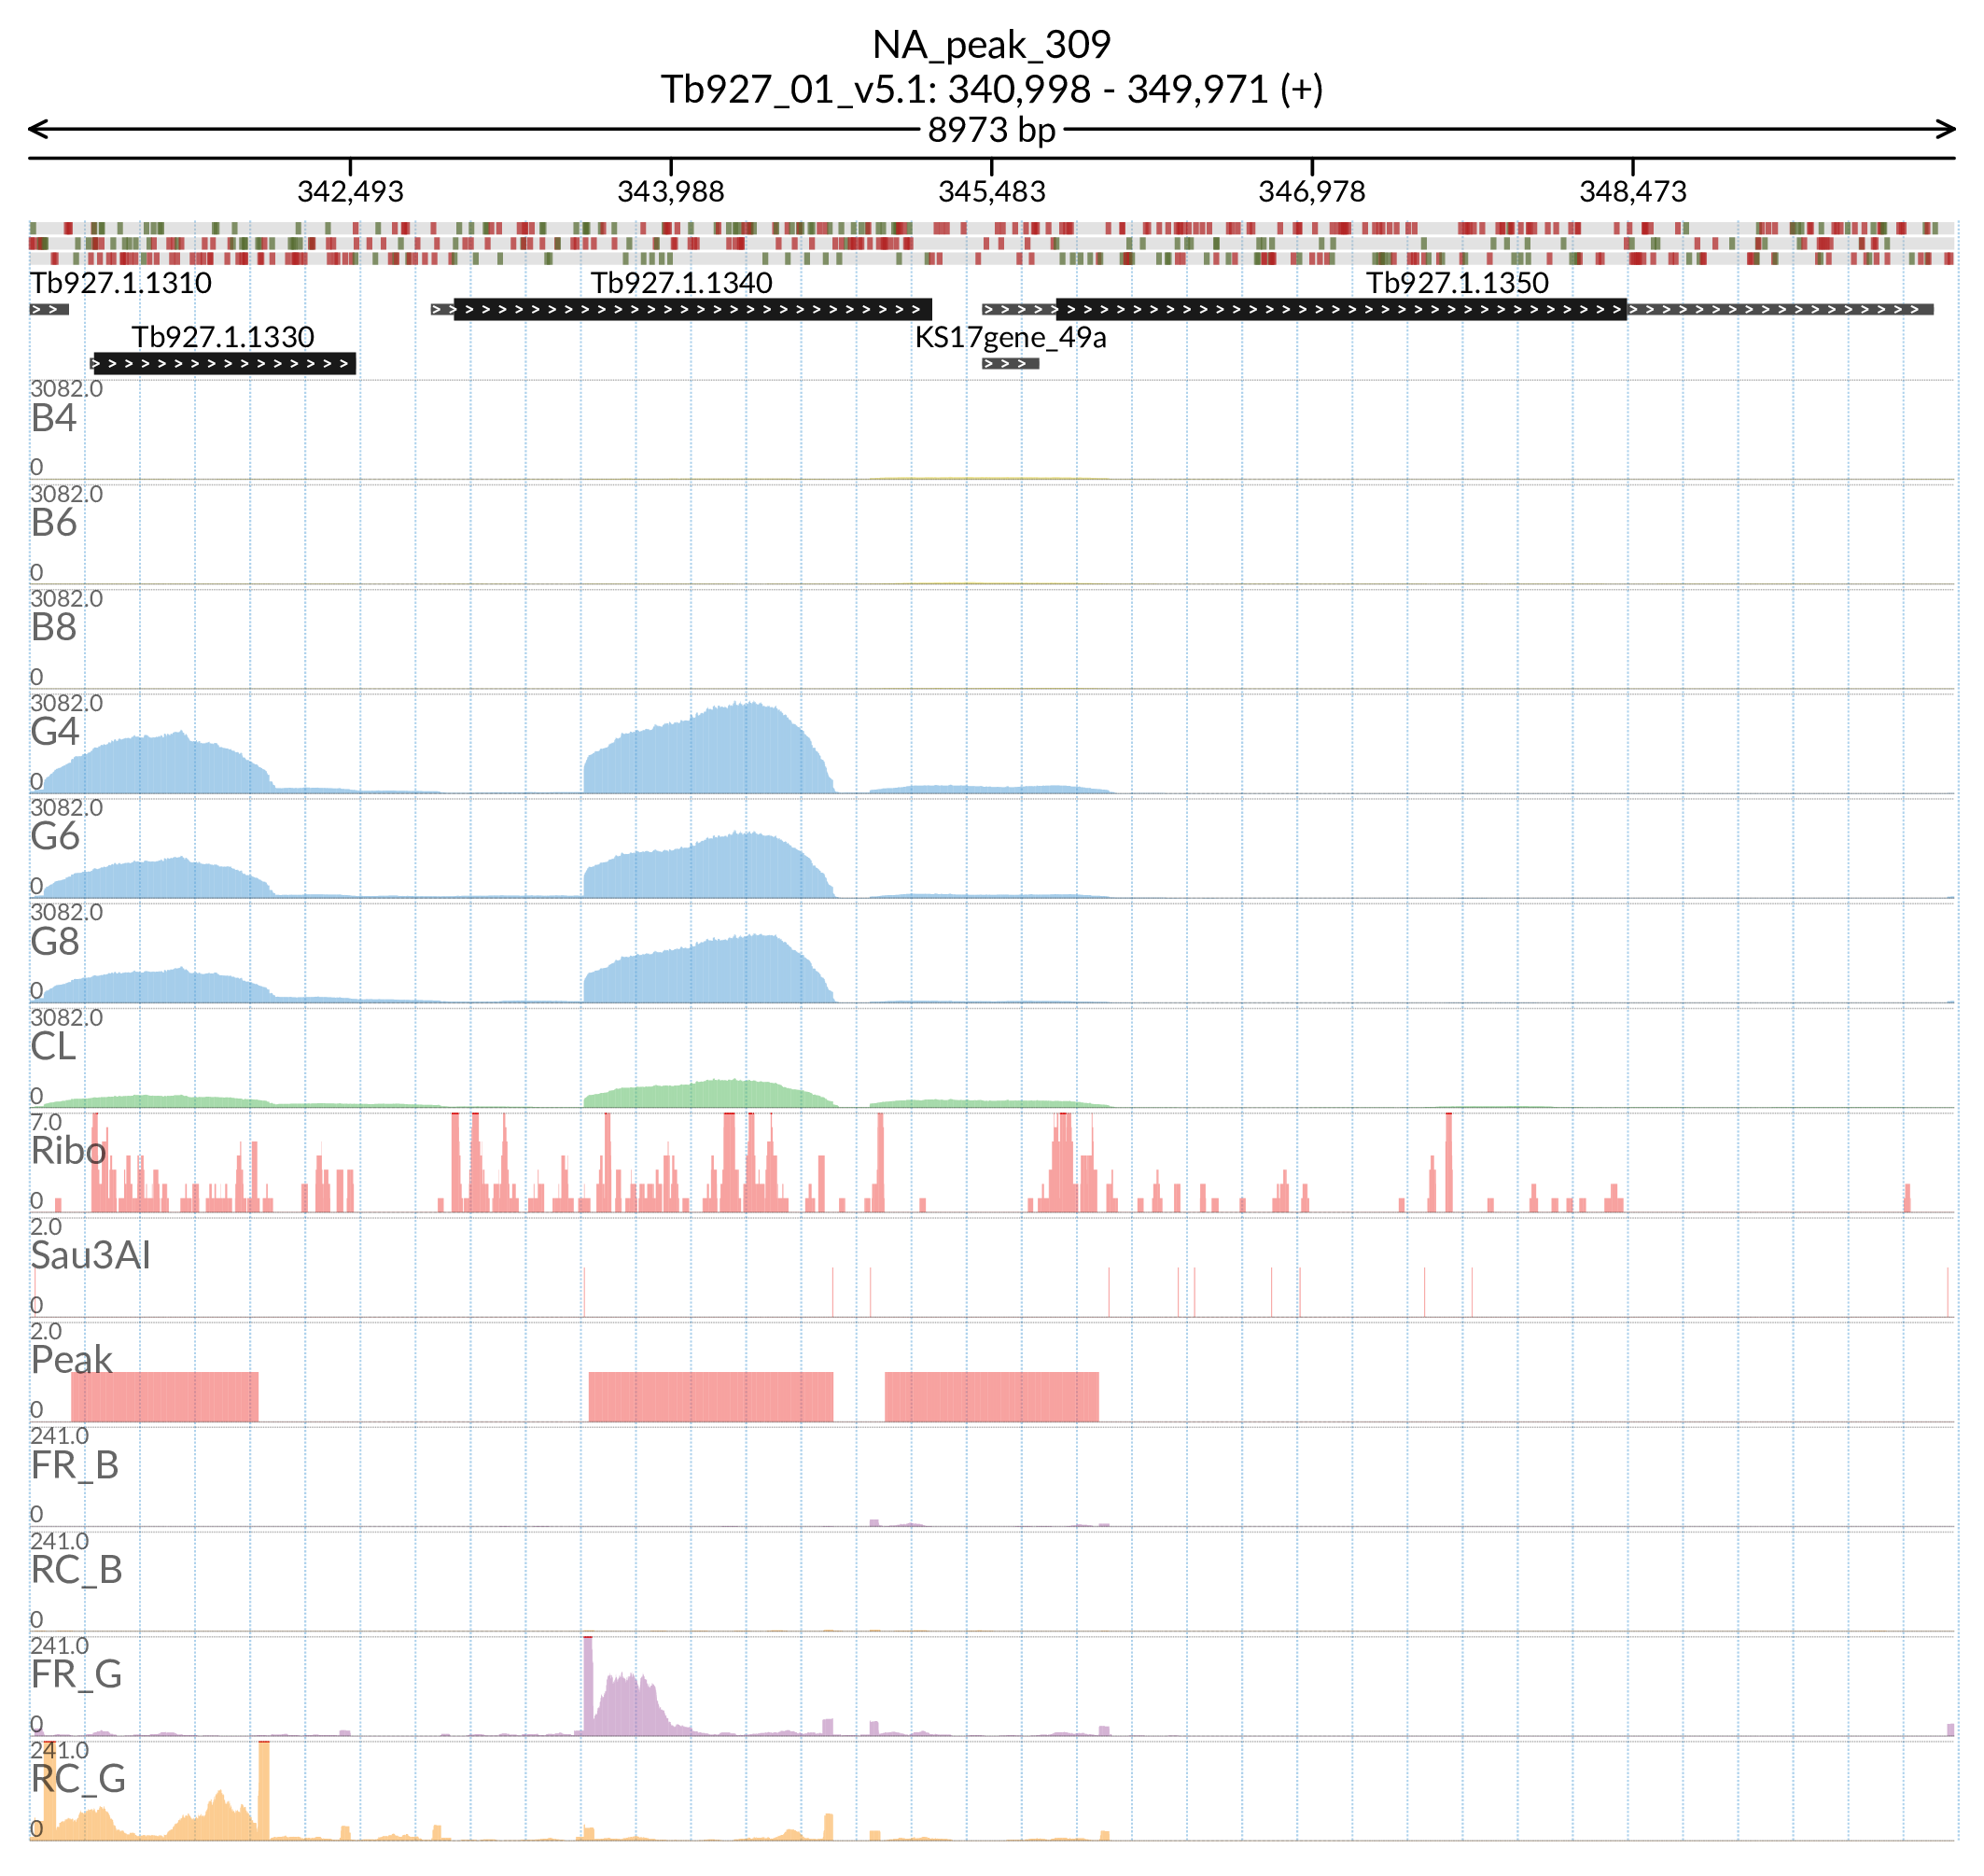 NA_peak_309
Tb927_01_v5.1: 340,998 - 349,971 (+)
8973 bp
342,493 343,988 345,483 346,978 348,473
Tb927.1.1310 Tb927.1.1340 Tb927.1.1350
Tb927.1.1330 KS17gene_49a
3082.0
B4
0
3082.0
B6
0
3082.0
B8
0
3082.0
G4
0
3082.0
G6
0
3082.0
G8
0
3082.0
CL
0
7.0
Ribo
0
2.0
Sau3AI
0
2.0
Peak
0
241.0
FR_B
0
241.0
RC_B
0
241.0
FR_G
0
241.0
RC_G
0